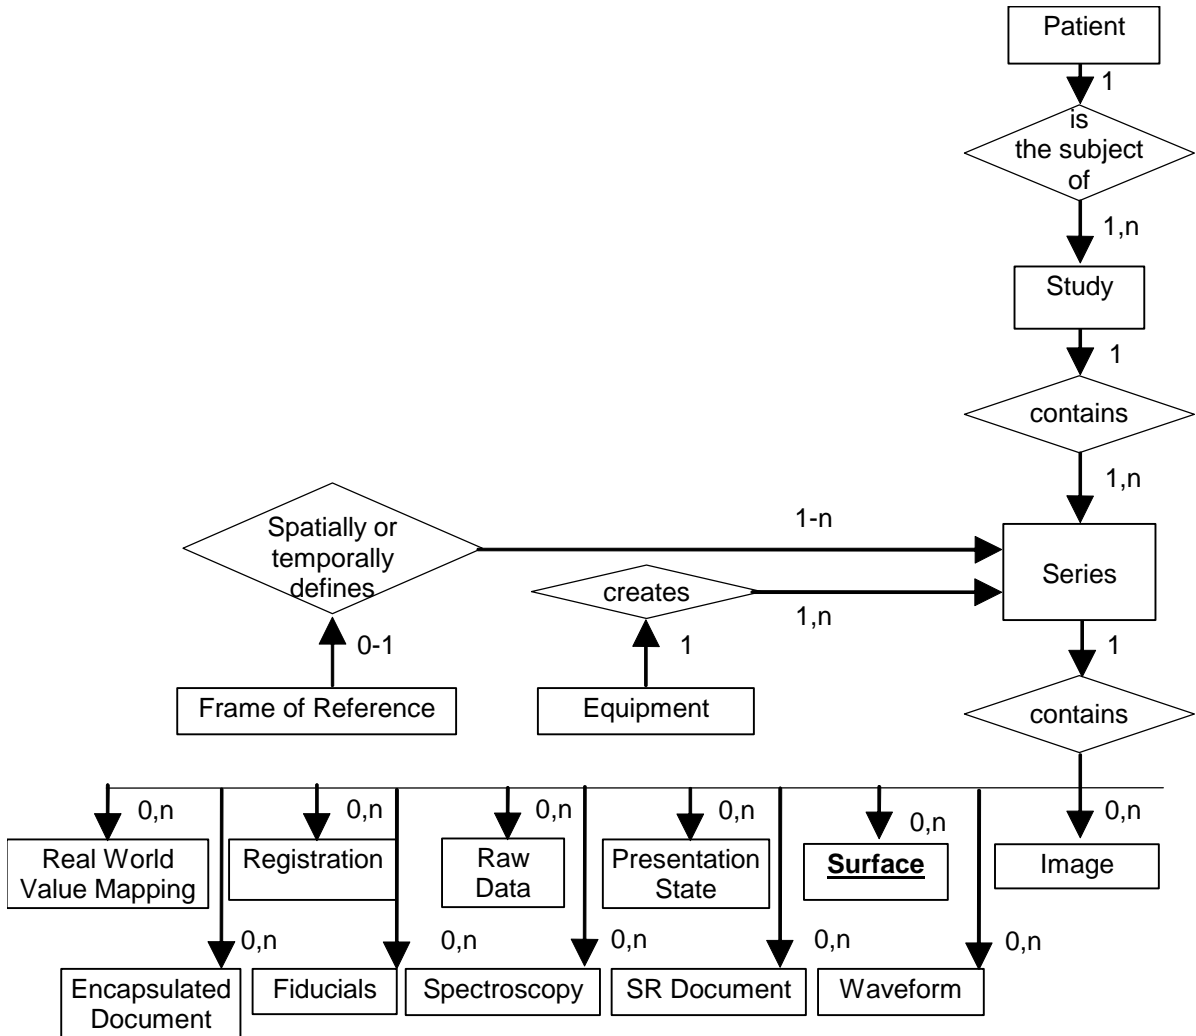 Patient
1
is
the subject
of
1,n
Study
1
contains
1,n
Spatially or
temporally
defines
1-n
Series
creates
1,n
0-1
1
1
Frame of Reference
Equipment
contains
0,n
0,n
0,n
0,n
0,n
0,n
Real World
Value Mapping
Registration
Raw
Data
Presentation
State
Surface
Image
0,n
0,n
0,n
0,n
0,n
Encapsulated
Document
Fiducials
Spectroscopy
SR Document
Waveform